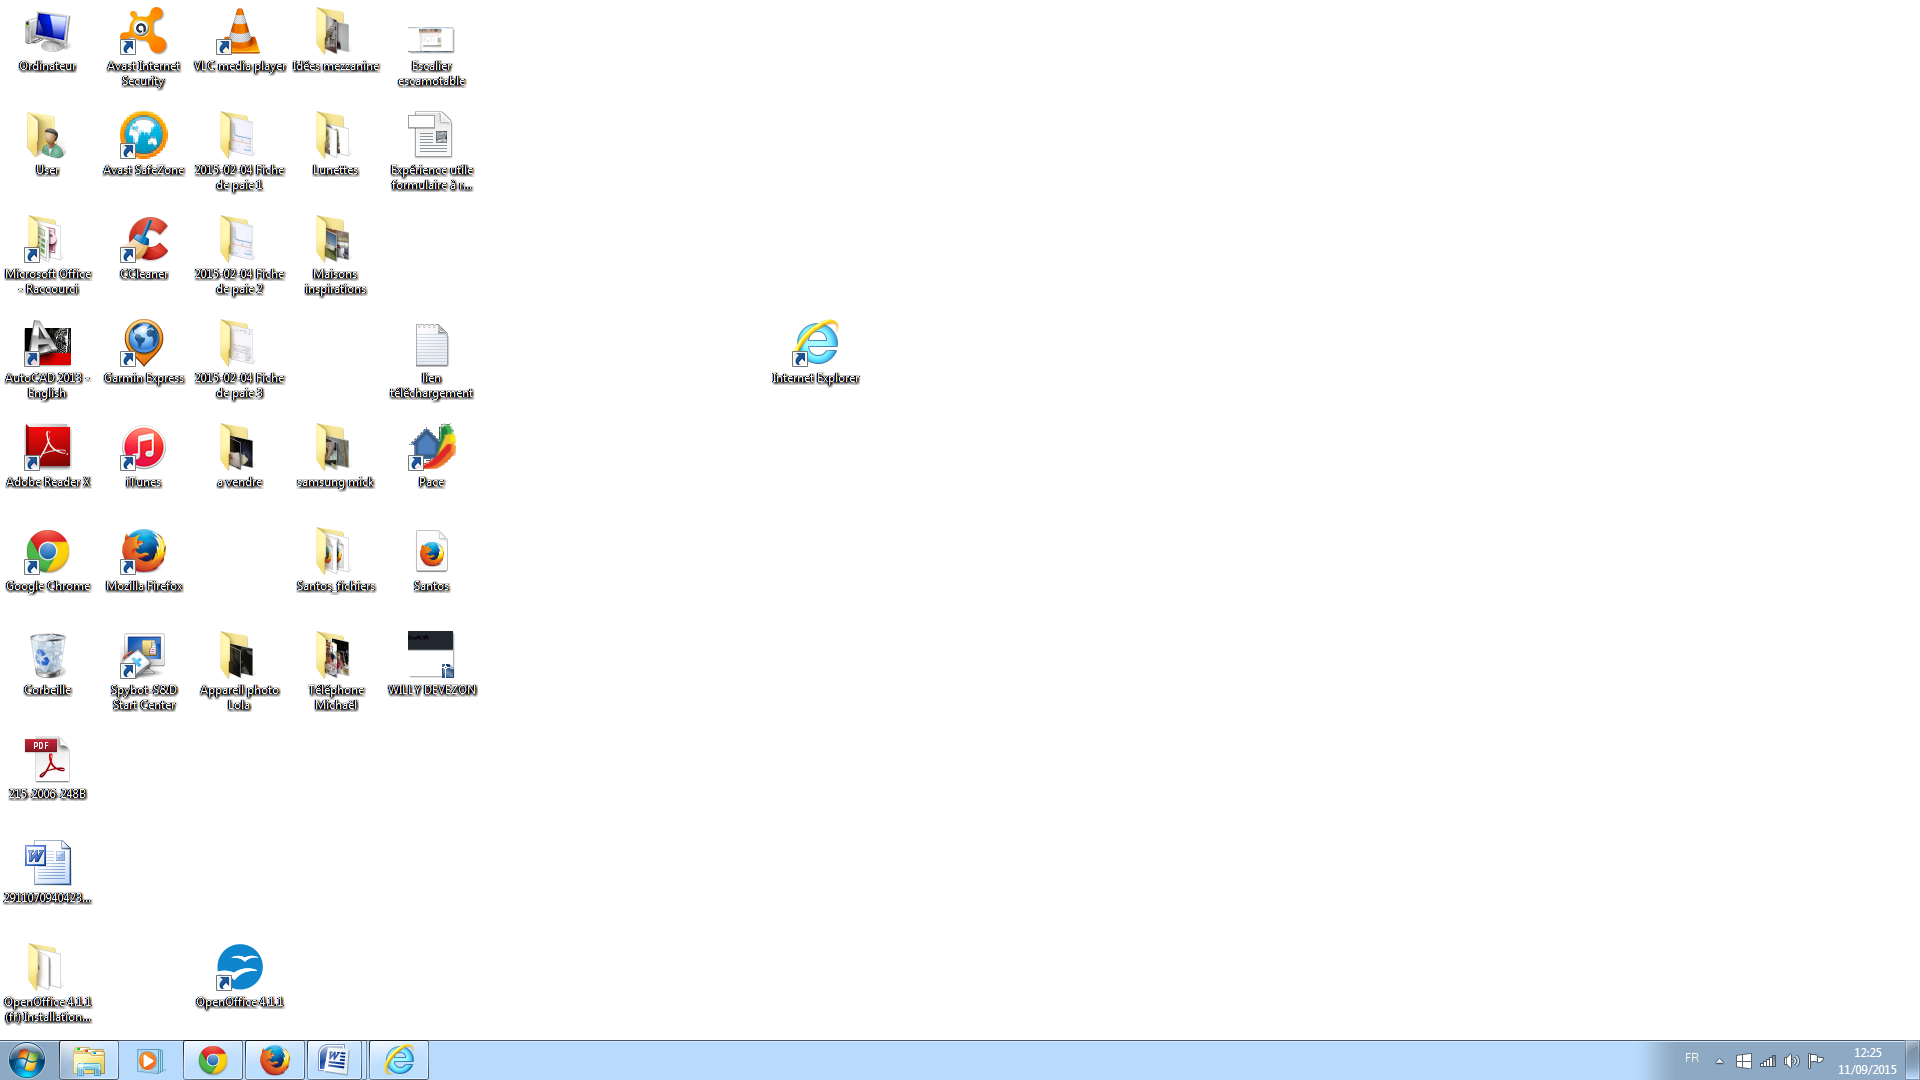 Ordinateur
Avast Internet
Security
VLC media player
Idées mezzanine
Escalier
escamotable
User
Avast SafeZone
2015-02-04 Fiche
de paie 1
Lunettes
Expérience utile
formulaire à r...
Microsoft Office
- Raccourci
CCleaner
2015-02-04 Fiche
de paie 2
Maisons
inspirations
AutoCAD 2013 -
English
Garmin Express
2015-02-04 Fiche
de paie 3
lien
téléchargement
Internet Explorer
Adobe Reader X
iTunes
a vendre
samsung mick
Pace
Google Chrome
Mozilla Firefox
Santos_fichiers
Santos
Corbeille
Spybot-S&D
Start Center
Appareil photo
Lola
Téléphone
Michaël
WILLY DEVEZON
PDF
215-2006-248B
2911070940423...
OpenOffice 4.1.1
(fr) Installation...
OpenOffice 4.1.1
FR
12:25
11/09/2015